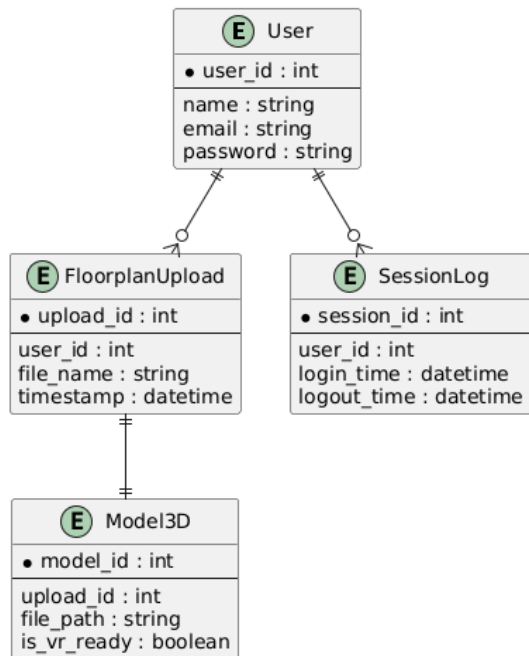 E User
* user_id : int
name : string
email : string
password : string
E FloorplanUpload
* upload_id : int
user_id : int
file_name : string
timestamp : datetime
E SessionLog
* session_id : int
user_id : int
login_time : datetime
logout_time : datetime
E Model3D
* model_id : int
upload_id : int
file_path : string
is_vr_ready : boolean